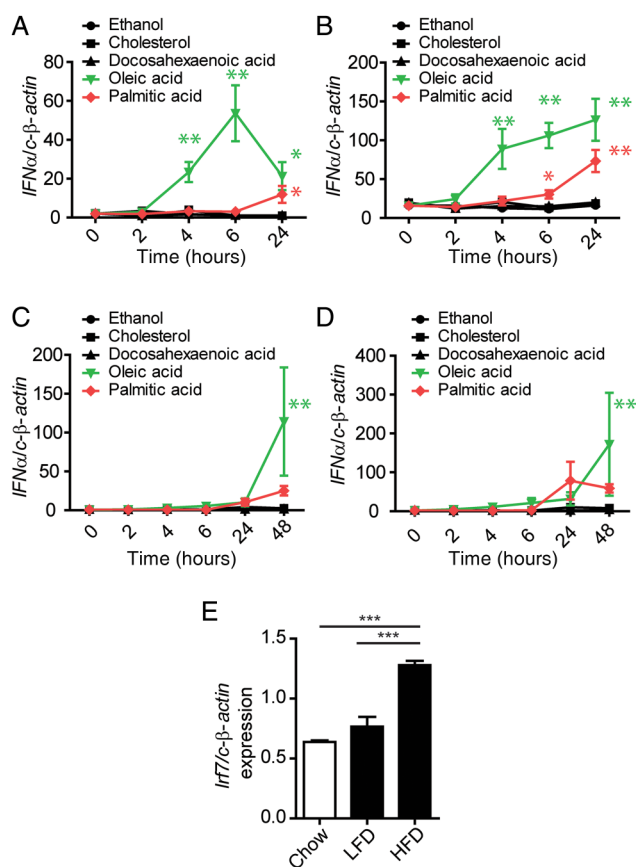 A
Ethanol
Cholesterol
Docosahexaenoic acid
Oleic acid
Palmitic acid
IFNα/c-β-actin
80
60
40
20
0
**
**
*
*
0 2 4 6 24
Time (hours)
B
Ethanol
Cholesterol
Docosahexaenoic acid
Oleic acid
Palmitic acid
IFNα/c-β-actin
200
150
100
50
0
**
**
**
*
**
0 2 4 6 24
Time (hours)
C
Ethanol
Cholesterol
Docosahexaenoic acid
Oleic acid
Palmitic acid
IFNα/c-β-actin
200
150
100
50
0
**
0 2 4 6 24 48
Time (hours)
D
Ethanol
Cholesterol
Docosahexaenoic acid
Oleic acid
Palmitic acid
IFNα/c-β-actin
400
300
200
100
0
**
0 2 4 6 24 48
Time (hours)
E
Irf7/c-β-actin
expression
1.5
1.0
0.5
0.0
***
***
Chow LFD HFD